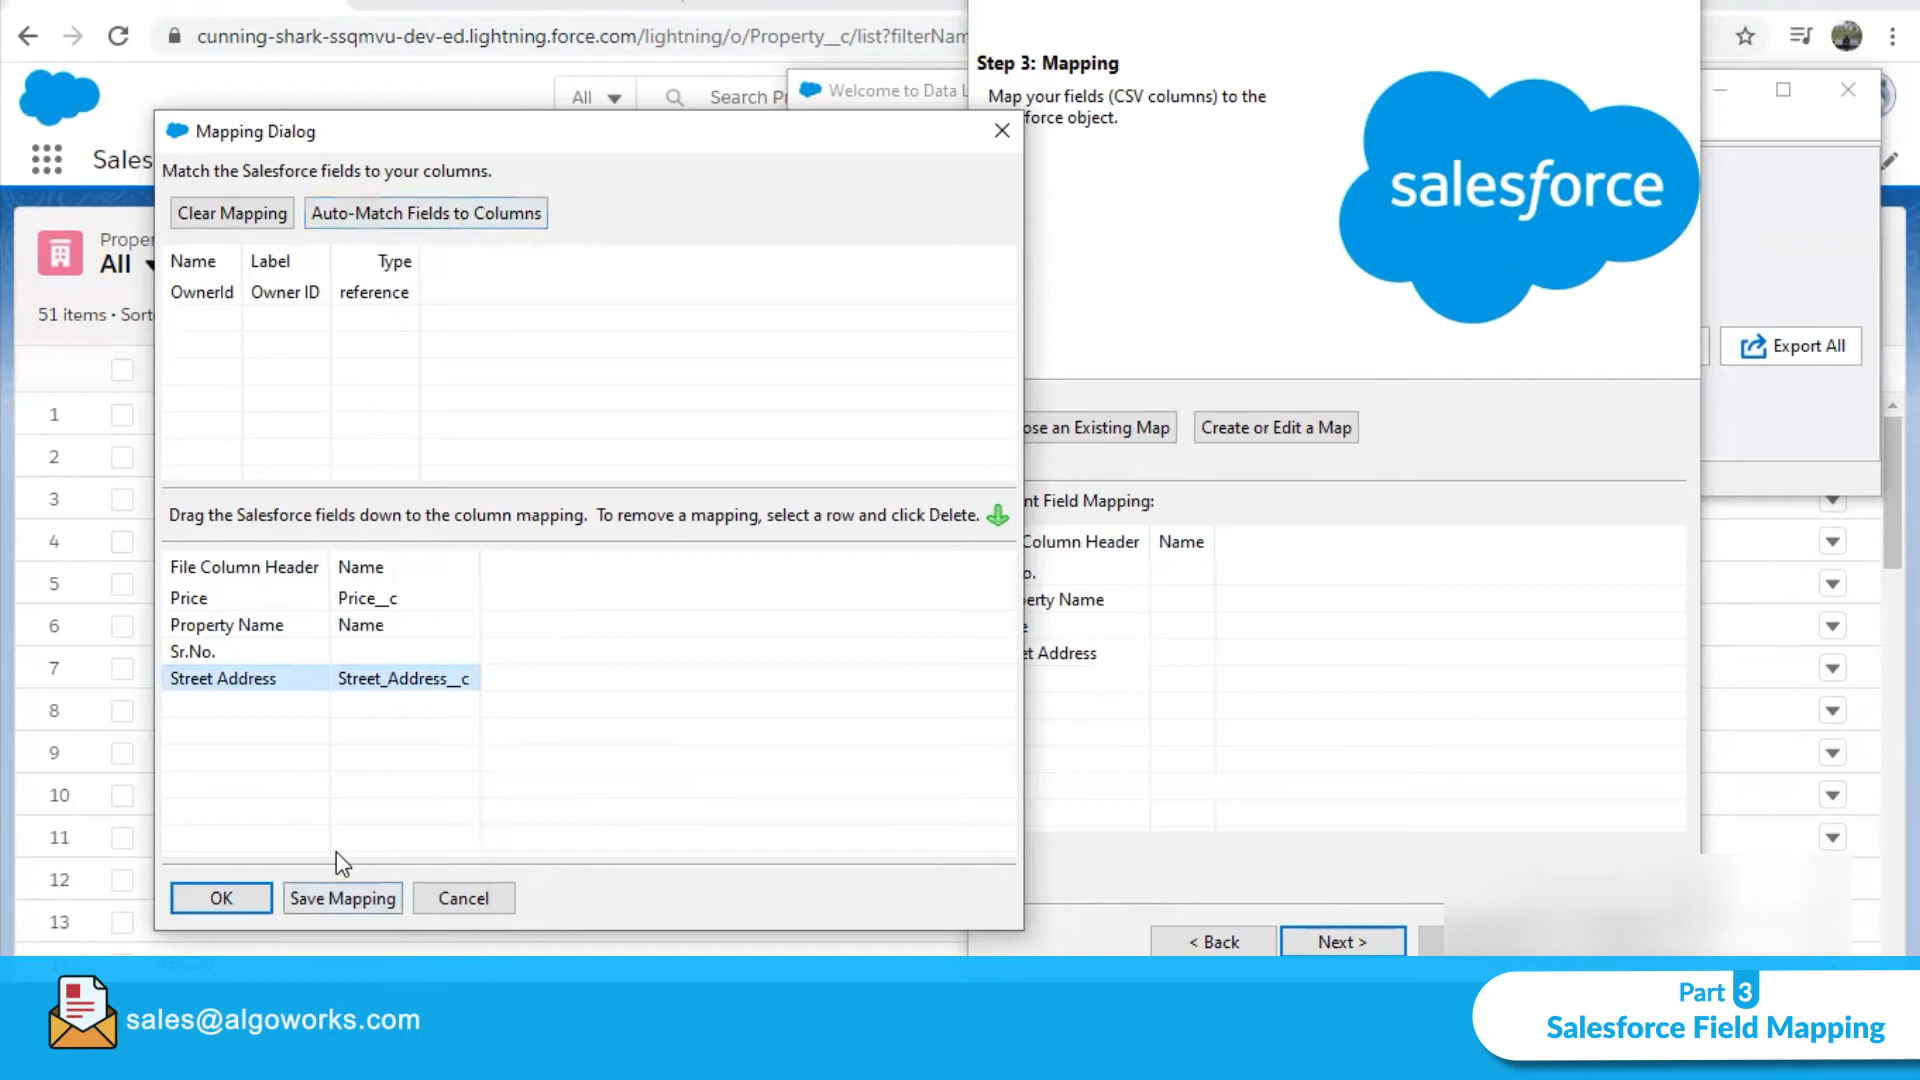 cunning-shark-ssqmvu-dev-ed.lightning.force.com/lightning/o/Property__c/list?filterNam
All
Search
Welcome to Data L
Sales
Proper
All
51 items • Sort
1
2
3
4
5
6
7
8
9
10
11
12
13
Mapping Dialog
Match the Salesforce fields to your columns.
Clear Mapping
Auto-Match Fields to Columns
Name Label Type
OwnerId Owner ID reference
Drag the Salesforce fields down to the column mapping. To remove a mapping, select a row and click Delete.
File Column Header Name
Price Price__c
Property Name Name
Sr.No.
Street Address Street_Address__c
OK
Save Mapping
Cancel
Step 3: Mapping
Map your fields (CSV columns) to the
force object.
salesforce
Export All
ose an Existing Map
Create or Edit a Map
nt Field Mapping:
Column Header Name
o.
erty Name
e
et Address
< Back
Next >
sales@algoworks.com
Part 3
Salesforce Field Mapping